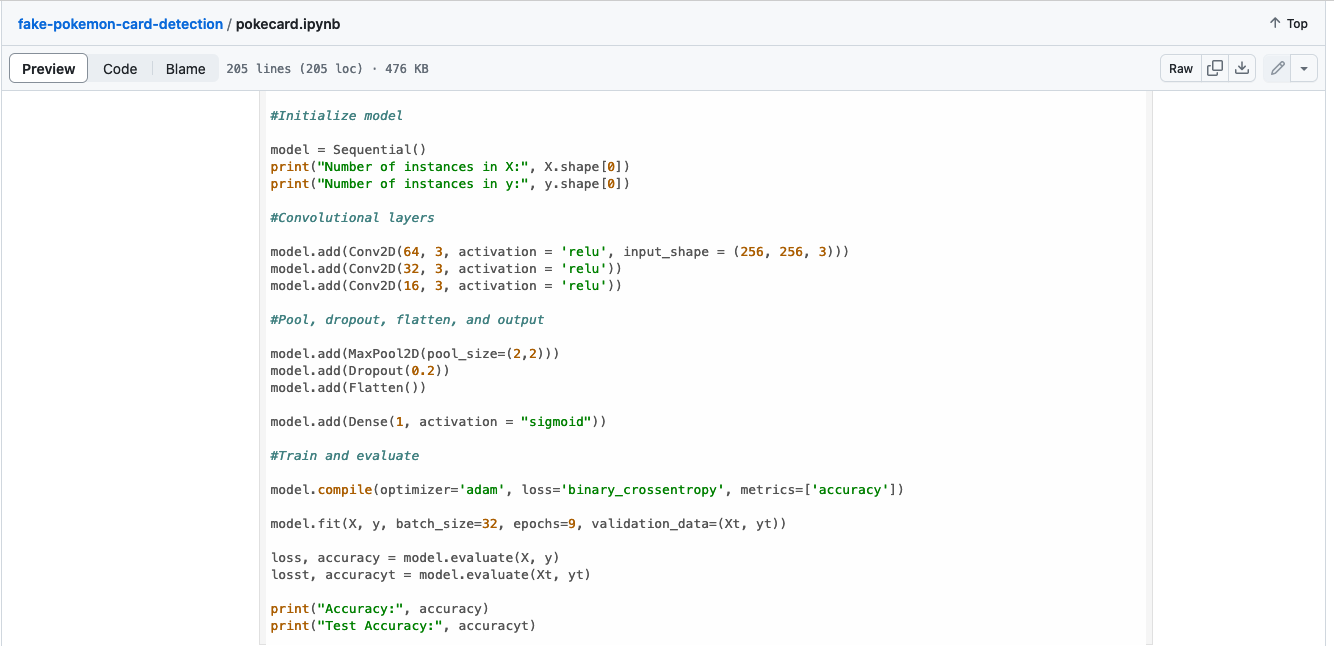 fake-pokemon-card-detection / pokecard.ipynb
Top
Preview Code Blame 205 lines (205 loc) · 476 KB
Raw
#Initialize model
model = Sequential()
print("Number of instances in X:", X.shape[0])
print("Number of instances in y:", y.shape[0])
#Convolutional layers
model.add(Conv2D(64, 3, activation = 'relu', input_shape = (256, 256, 3)))
model.add(Conv2D(32, 3, activation = 'relu'))
model.add(Conv2D(16, 3, activation = 'relu'))
#Pool, dropout, flatten, and output
model.add(MaxPool2D(pool_size=(2,2)))
model.add(Dropout(0.2))
model.add(Flatten())
model.add(Dense(1, activation = "sigmoid"))
#Train and evaluate
model.compile(optimizer='adam', loss='binary_crossentropy', metrics=['accuracy'])
model.fit(X, y, batch_size=32, epochs=9, validation_data=(Xt, yt))
loss, accuracy = model.evaluate(X, y)
losst, accuracyt = model.evaluate(Xt, yt)
print("Accuracy:", accuracy)
print("Test Accuracy:", accuracyt)